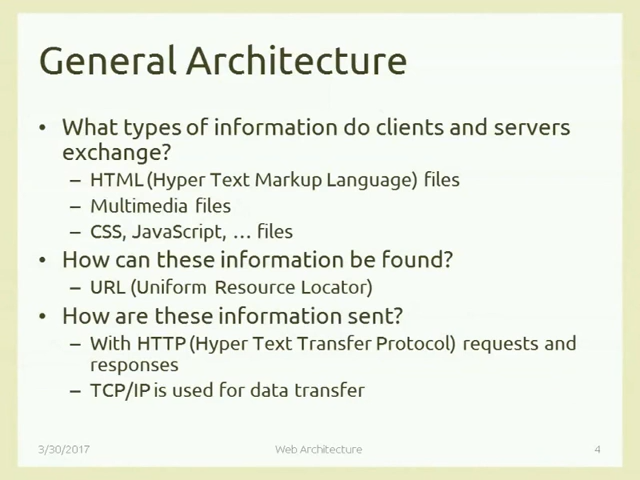 General Architecture
• What types of information do clients and servers
exchange?
– HTML (Hyper Text Markup Language) files
– Multimedia files
– CSS, JavaScript, … files
• How can these information be found?
– URL (Uniform Resource Locator)
• How are these information sent?
– With HTTP (Hyper Text Transfer Protocol) requests and
responses
– TCP/IP is used for data transfer
3/30/2017 Web Architecture 4